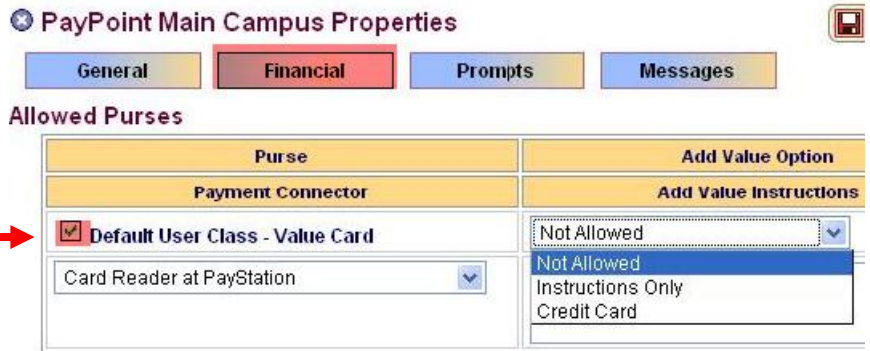 PayPoint Main Campus Properties
General Financial Prompts Messages
Allowed Purses
Purse Add Value Option
Payment Connector Add Value Instructions
Default User Class - Value Card Not Allowed
Card Reader at PayStation Not Allowed
Instructions Only
Credit Card